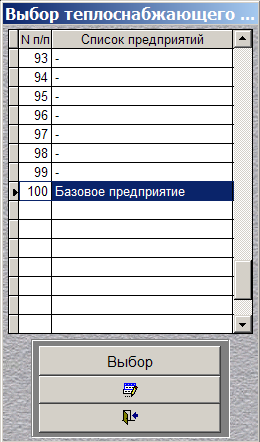 Выбор теплоснабжающего ...
N п/п Список предприятий
93 -
94 -
95 -
96 -
97 -
98 -
99 -
100 Базовое предприятие
Выбор